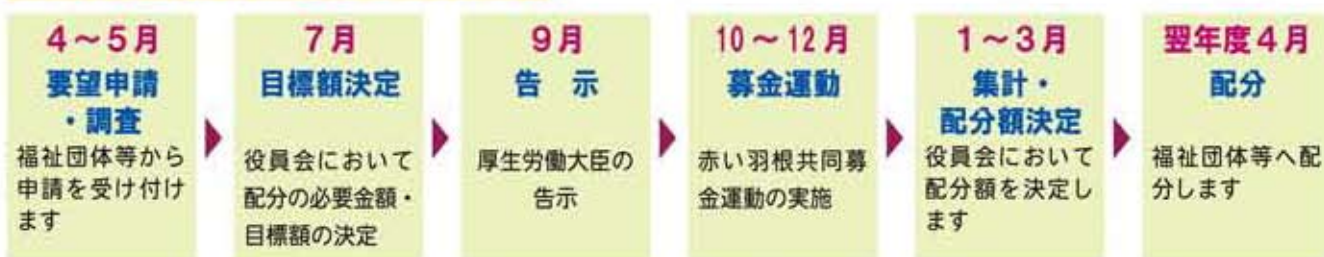 4～5月
要望申請
・調査
福祉団体等から
申請を受け付け
ます
7月
目標額決定
役員会において
配分の必要金額・
目標額の決定
9月
告 示
厚生労働大臣の
告示
10～12月
募金運動
赤い羽根共同募
金運動の実施
1～3月
集計・
配分額決定
役員会において
配分額を決定し
ます
翌年度4月
配分
福祉団体等へ配
分します